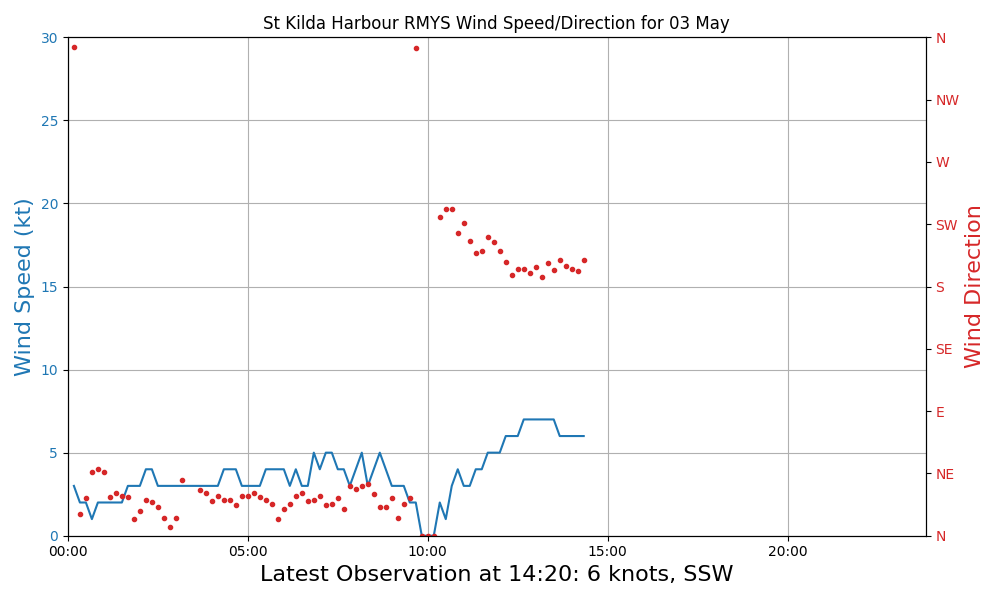 St Kilda Harbour RMYS Wind Speed/Direction for 03 May
30
25
20
15
10
5
0
Wind Speed (kt)
N
NW
W
SW
S
SE
E
NE
N
Wind Direction
00:00 05:00 10:00 15:00 20:00
Latest Observation at 14:20: 6 knots, SSW